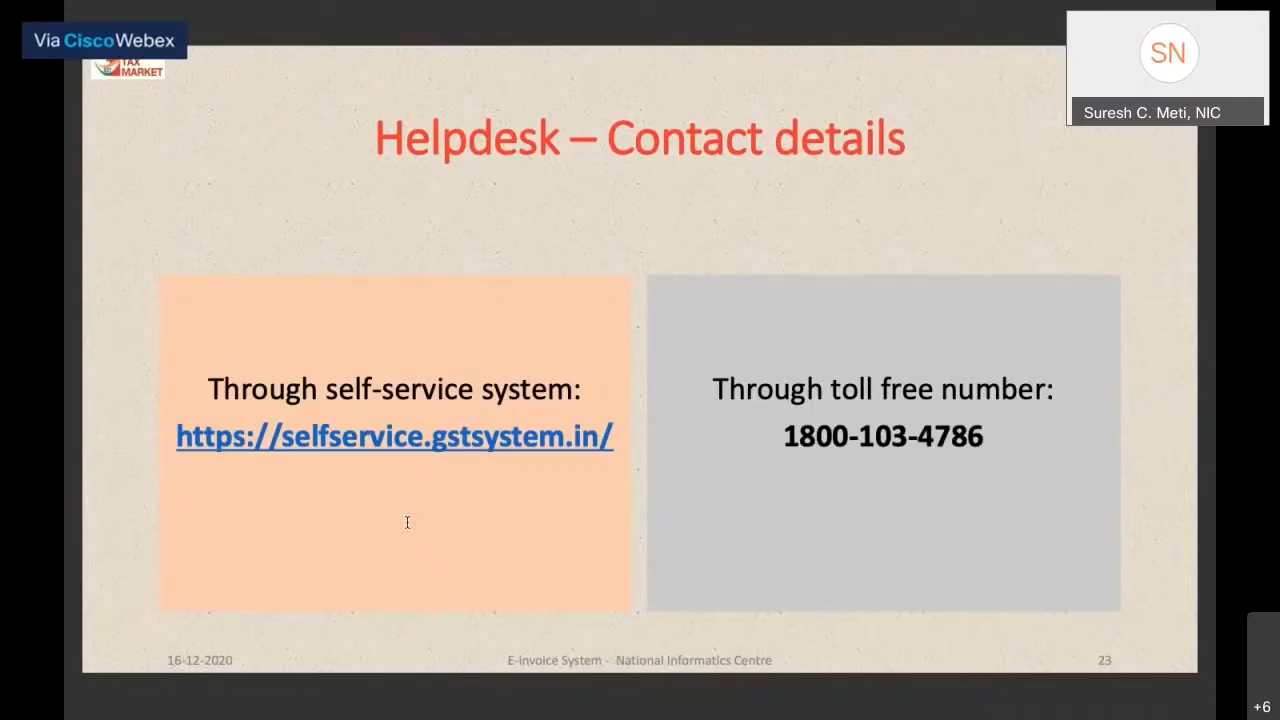 Via CiscoWebex
TAX
MARKET
SN
Suresh C. Meti, NIC
Helpdesk – Contact details
Through self-service system:
https://selfservice.gstsystem.in/
Through toll free number:
1800-103-4786
16-12-2020
E-invoice System - National Informatics Centre
23
+6